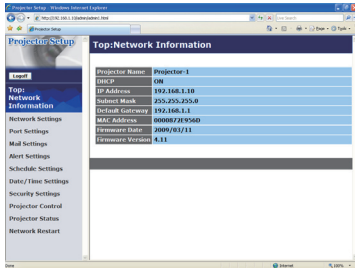 Projector Setup - Windows Internet Explorer
Projector Setup
Projector Setup
Logoff
Top:
Network
Information
Network Settings
Port Settings
Mail Settings
Alert Settings
Schedule Settings
Date/Time Settings
Security Settings
Projector Control
Projector Status
Network Restart
Top:Network Information
Projector Name Projector-1
DHCP ON
IP Address 192.168.1.10
Subnet Mask 255.255.255.0
Default Gateway 192.168.1.1
MAC Address 0000872E956D
Firmware Date 2009/03/11
Firmware Version 4.11
Done
Internet
100%